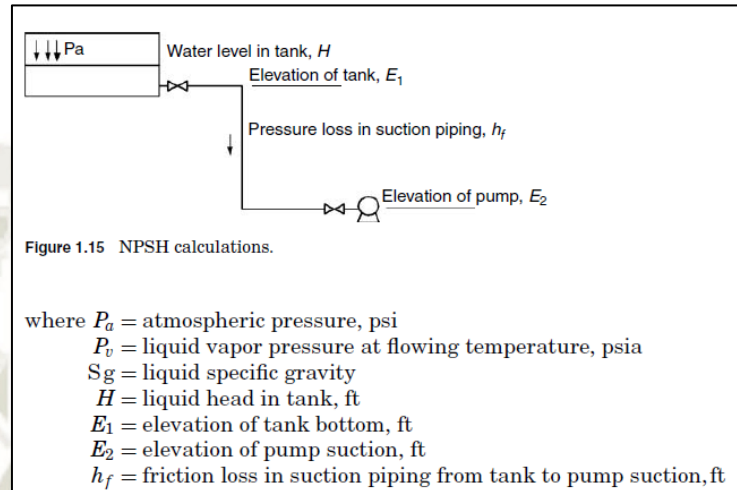 Pa
Water level in tank, H
Elevation of tank, E₁
Pressure loss in suction piping, h_f
Elevation of pump, E₂
Figure 1.15 NPSH calculations.
where Pₐ = atmospheric pressure, psi
Pᵥ = liquid vapor pressure at flowing temperature, psia
Sg = liquid specific gravity
H = liquid head in tank, ft
E₁ = elevation of tank bottom, ft
E₂ = elevation of pump suction, ft
h_f = friction loss in suction piping from tank to pump suction, ft